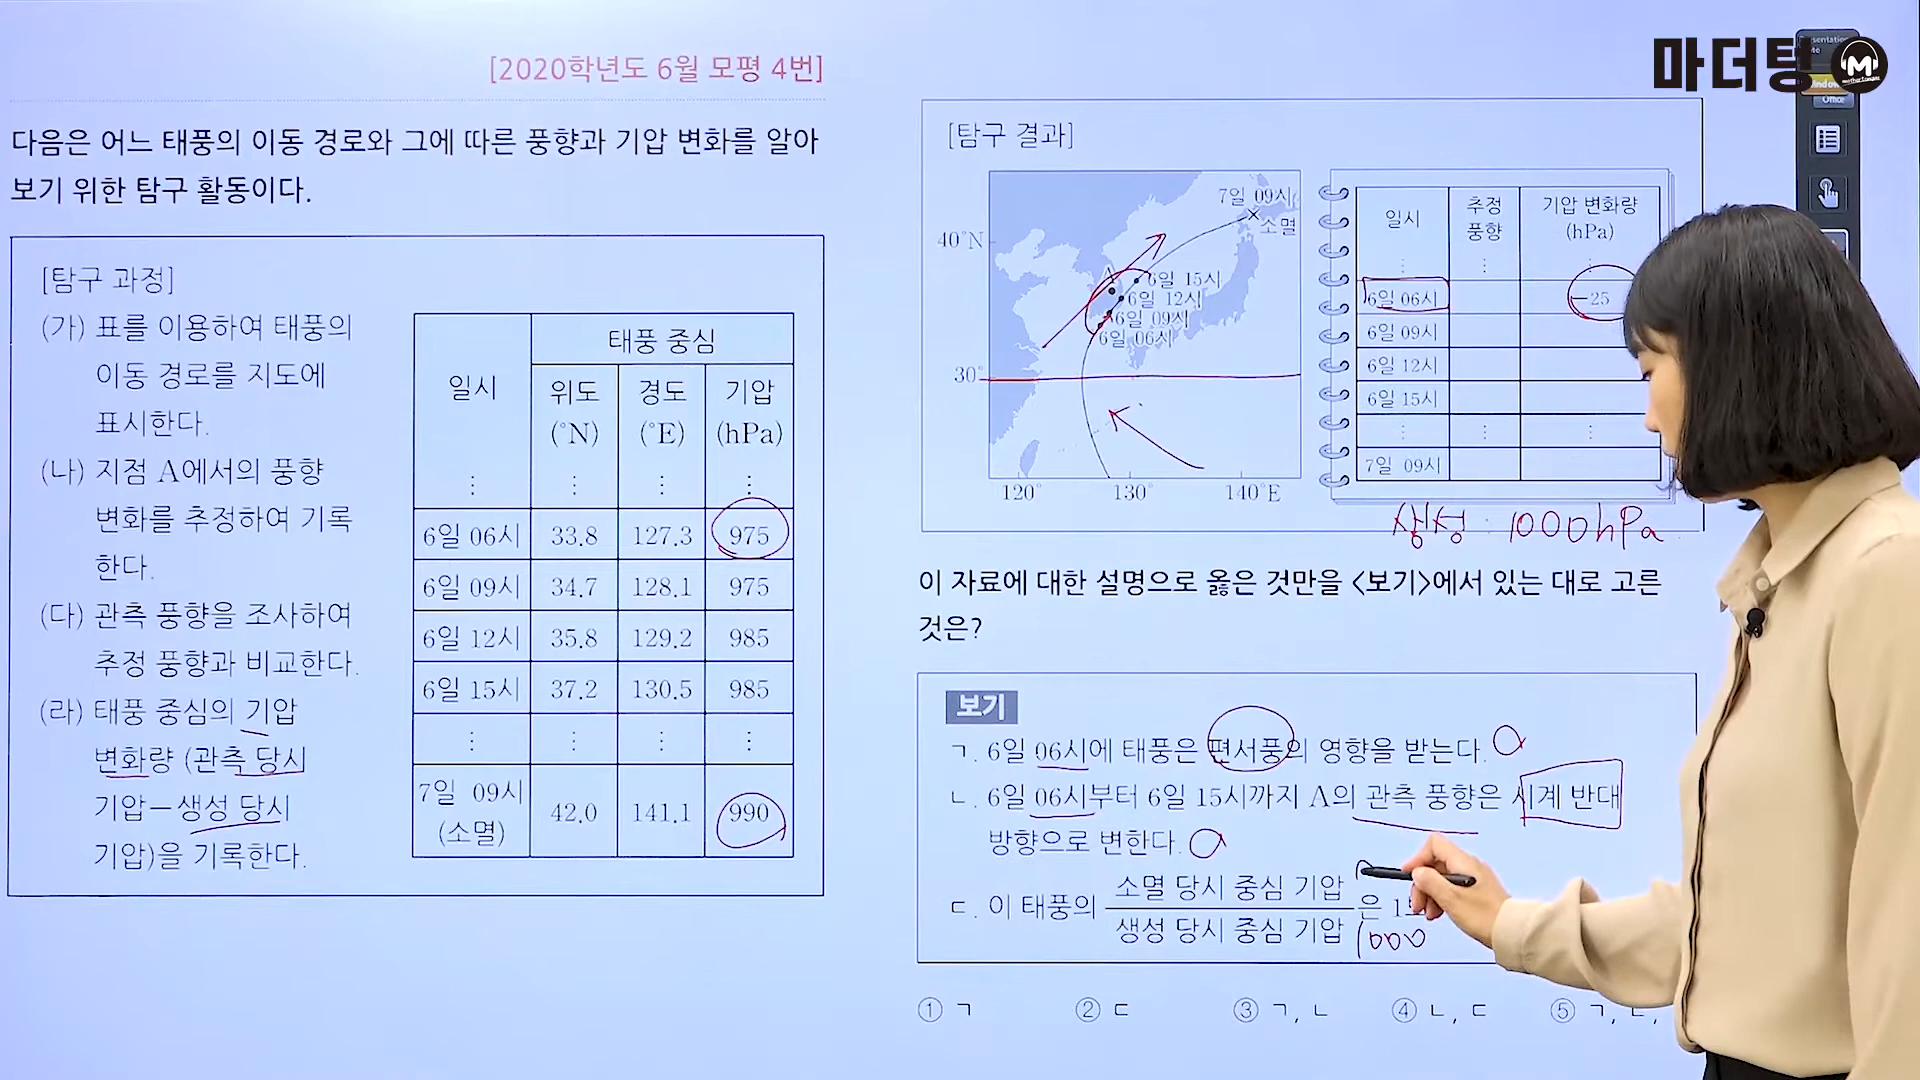 마더텅
[2020학년도 6월 모평 4번]
다음은 어느 태풍의 이동 경로와 그에 따른 풍향과 기압 변화를 알아
보기 위한 탐구 활동이다.
[탐구 과정]
(가) 표를 이용하여 태풍의
이동 경로를 지도에
표시한다.
(나) 지점 A에서의 풍향
변화를 추정하여 기록
한다.
(다) 관측 풍향을 조사하여
추정 풍향과 비교한다.
(라) 태풍 중심의 기압
변화량 (관측 당시
기압-생성 당시
기압)을 기록한다.
일시 태풍 중심
위도 (°N) 경도 (°E) 기압 (hPa)
⋮ ⋮ ⋮ ⋮
6일 06시 33.8 127.3 975
6일 09시 34.7 128.1 975
6일 12시 35.8 129.2 985
6일 15시 37.2 130.5 985
⋮ ⋮ ⋮ ⋮
7일 09시 (소멸) 42.0 141.1 990
[탐구 결과]
7일 09시
소멸
40°N
A
6일 15시
6일 12시
6일 09시
6일 06시
30°
120° 130° 140°E
일시 추정 풍향 기압 변화량 (hPa)
⋮ ⋮ ⋮
6일 06시 -25
6일 09시
6일 12시
6일 15시
⋮ ⋮ ⋮
7일 09시
생성 : 1000hPa
이 자료에 대한 설명으로 옳은 것만을 <보기>에서 있는 대로 고른
것은?
보기
ㄱ. 6일 06시에 태풍은 편서풍의 영향을 받는다.
ㄴ. 6일 06시부터 6일 15시까지 A의 관측 풍향은 시계 반대
방향으로 변한다.
ㄷ. 이 태풍의 소멸 당시 중심 기압
생성 당시 중심 기압 은 1
1000
① ㄱ ② ㄷ ③ ㄱ, ㄴ ④ ㄴ, ㄷ ⑤ ㄱ, ㄴ,